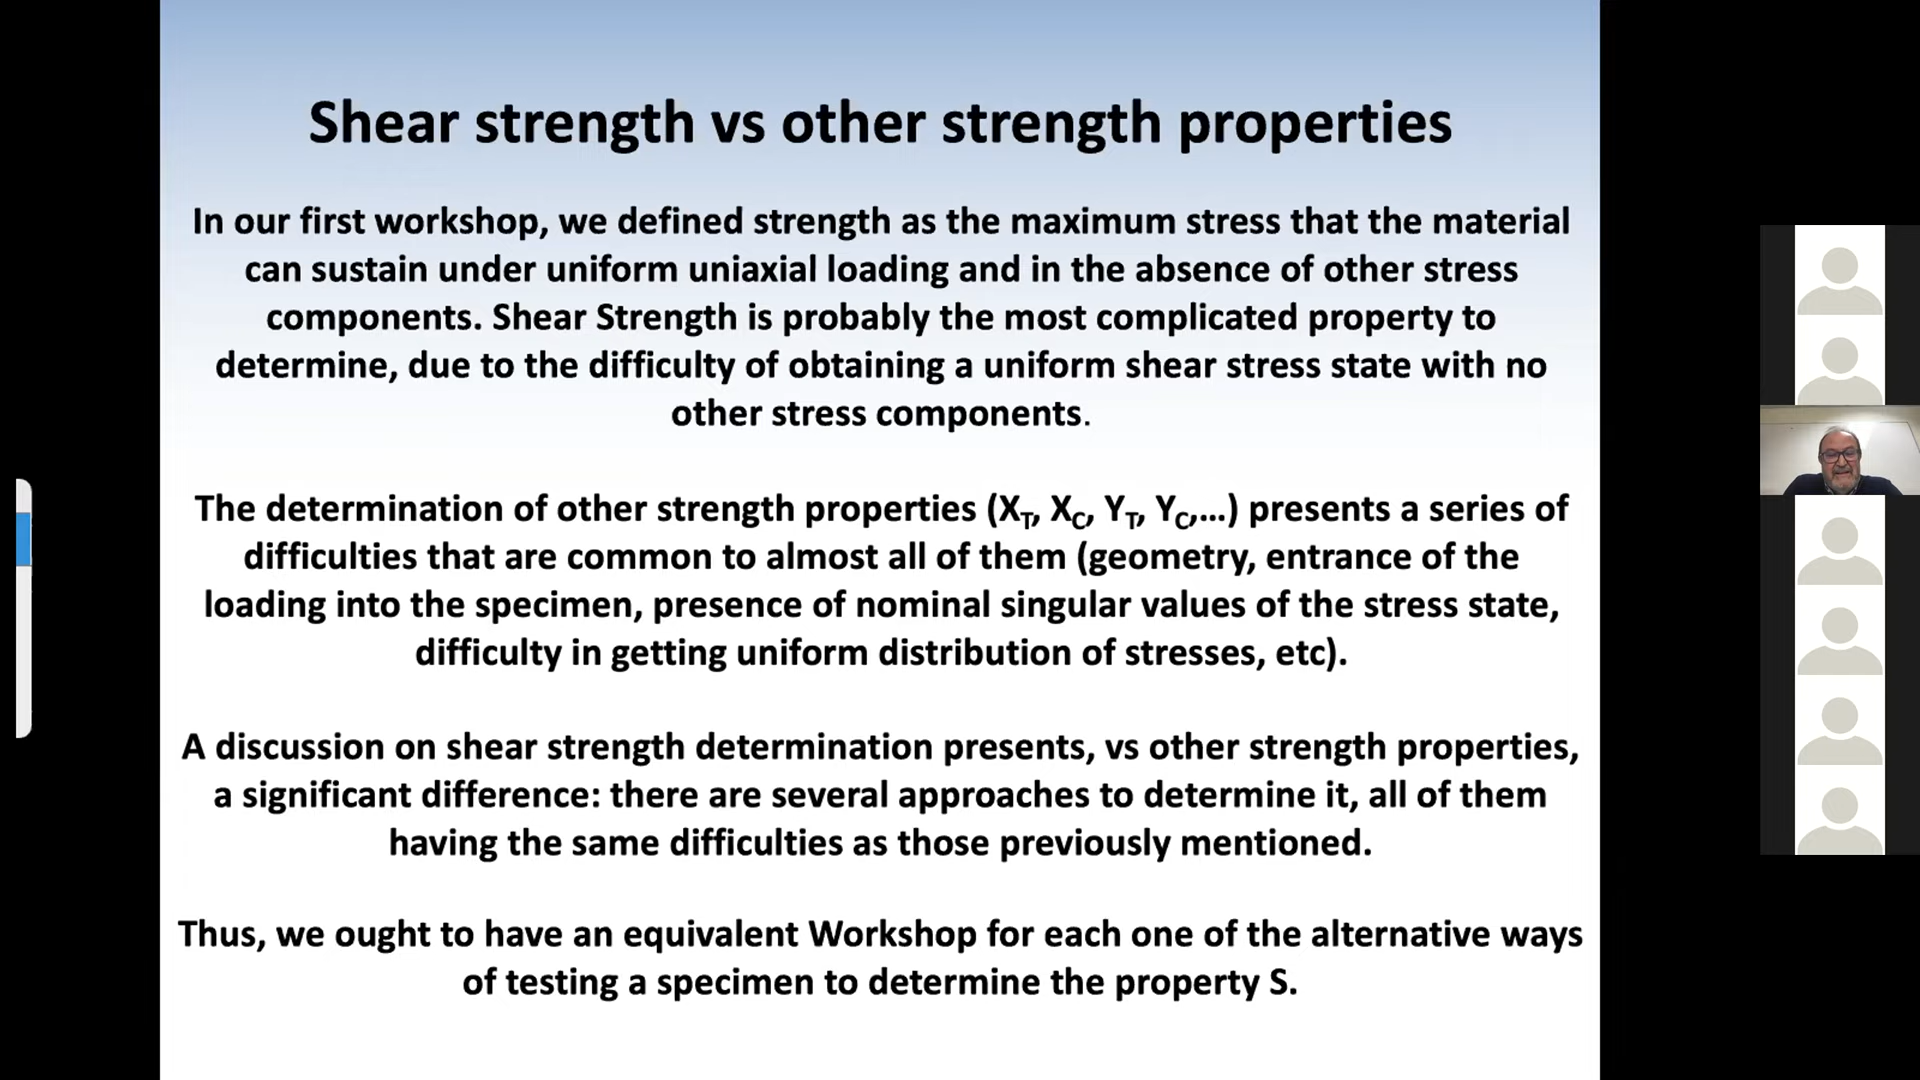 Shear strength vs other strength properties
In our first workshop, we defined strength as the maximum stress that the material
can sustain under uniform uniaxial loading and in the absence of other stress
components. Shear Strength is probably the most complicated property to
determine, due to the difficulty of obtaining a uniform shear stress state with no
other stress components.
The determination of other strength properties (X_T, X_C, Y_T, Y_C,...) presents a series of
difficulties that are common to almost all of them (geometry, entrance of the
loading into the specimen, presence of nominal singular values of the stress state,
difficulty in getting uniform distribution of stresses, etc).
A discussion on shear strength determination presents, vs other strength properties,
a significant difference: there are several approaches to determine it, all of them
having the same difficulties as those previously mentioned.
Thus, we ought to have an equivalent Workshop for each one of the alternative ways
of testing a specimen to determine the property S.